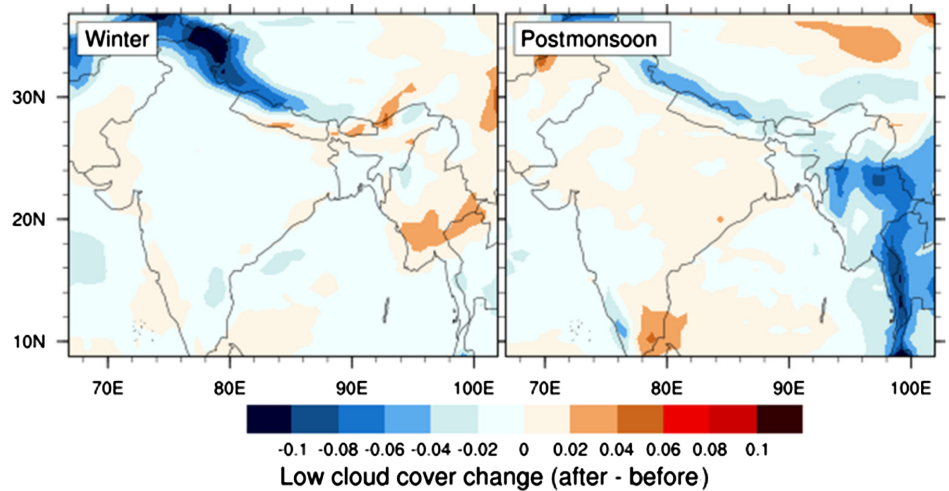 Winter
Postmonsoon
30N
20N
10N
70E 80E 90E 100E 70E 80E 90E 100E
-0.1 -0.08 -0.06 -0.04 -0.02 0 0.02 0.04 0.06 0.08 0.1
Low cloud cover change (after - before)